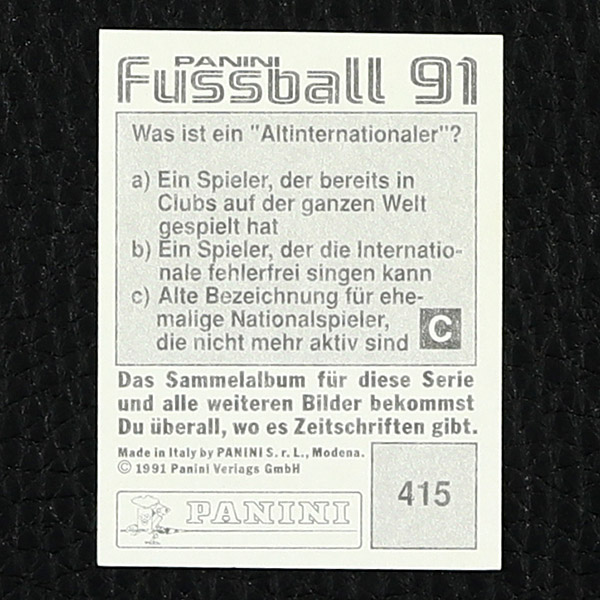 PANINI
Fussball 91
Was ist ein "Altinternationaler"?
a) Ein Spieler, der bereits in
Clubs auf der ganzen Welt
gespielt hat
b) Ein Spieler, der die Internatio-
nale fehlerfrei singen kann
c) Alte Bezeichnung für ehe-
malige Nationalspieler,
die nicht mehr aktiv sind
C
Das Sammelalbum für diese Serie
und alle weiteren Bilder bekommst
Du überall, wo es Zeitschriften gibt.
Made in Italy by PANINI S. r. L., Modena.
© 1991 Panini Verlags GmbH
415
PANINI